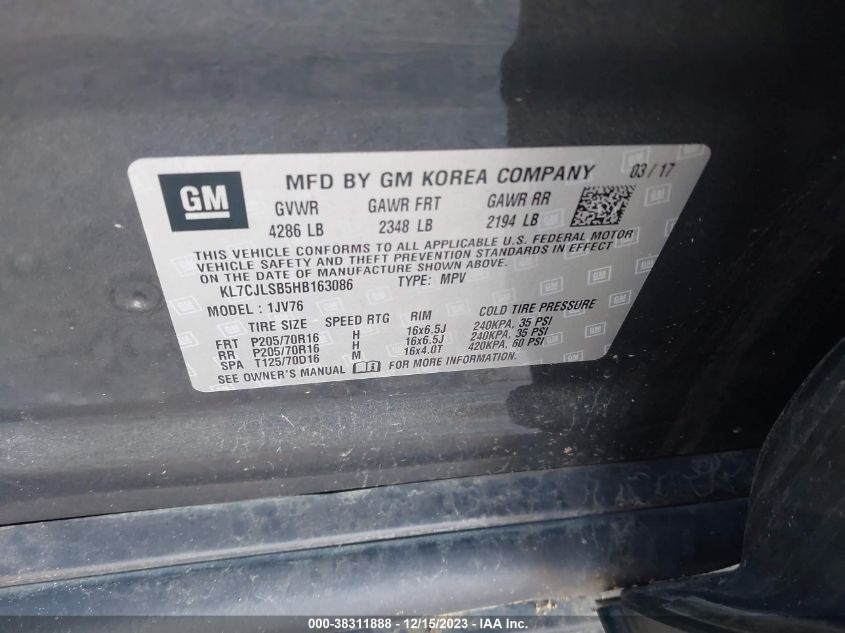 GM
MFD BY GM KOREA COMPANY 03/17
GVWR GAWR FRT GAWR RR
4286 LB 2348 LB 2194 LB
THIS VEHICLE CONFORMS TO ALL APPLICABLE U.S. FEDERAL MOTOR
VEHICLE SAFETY AND THEFT PREVENTION STANDARDS IN EFFECT
ON THE DATE OF MANUFACTURE SHOWN ABOVE.
KL7CJLSB5HB163086 TYPE: MPV
MODEL : 1JV76
TIRE SIZE SPEED RTG RIM COLD TIRE PRESSURE
FRT P205/70R16 H 16x6.5J 240KPA, 35 PSI
RR P205/70R16 H 16x6.5J 240KPA, 35 PSI
SPA T125/70D16 M 16x4.0T 420KPA, 60 PSI
SEE OWNER'S MANUAL FOR MORE INFORMATION.
000-38311888 - 12/15/2023 - IAA Inc.